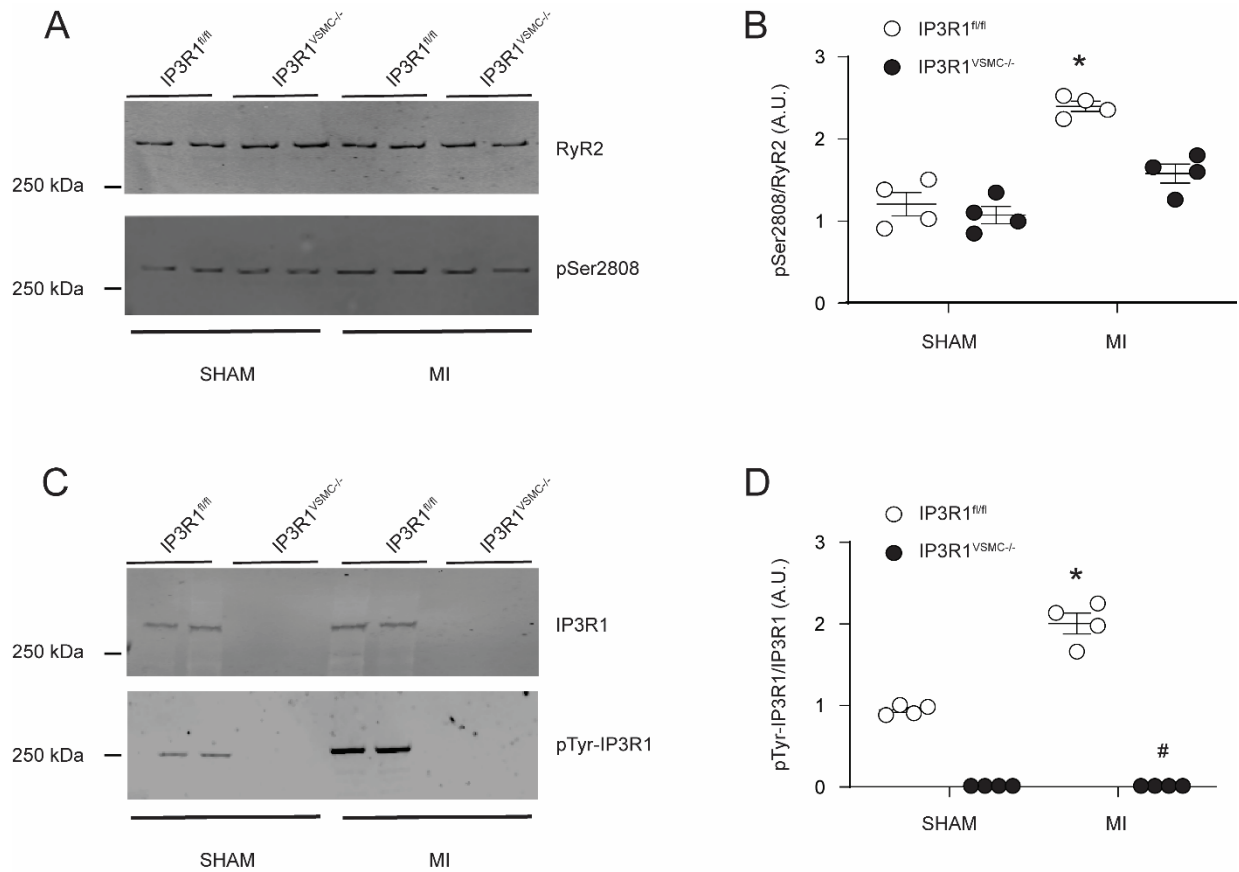 A
IP3R1fl/fl
IP3R1VSMC-/-
IP3R1fl/fl
IP3R1VSMC-/-
RyR2
250 kDa
pSer2808
250 kDa
SHAM MI
B
IP3R1fl/fl
IP3R1VSMC-/-
pSer2808/RyR2 (A.U.)
3
2
1
0
*
SHAM MI
C
IP3R1fl/fl
IP3R1VSMC-/-
IP3R1fl/fl
IP3R1VSMC-/-
IP3R1
250 kDa
pTyr-IP3R1
250 kDa
SHAM MI
D
IP3R1fl/fl
IP3R1VSMC-/-
pTyr-IP3R1/IP3R1 (A.U.)
3
2
1
0
*
#
SHAM MI